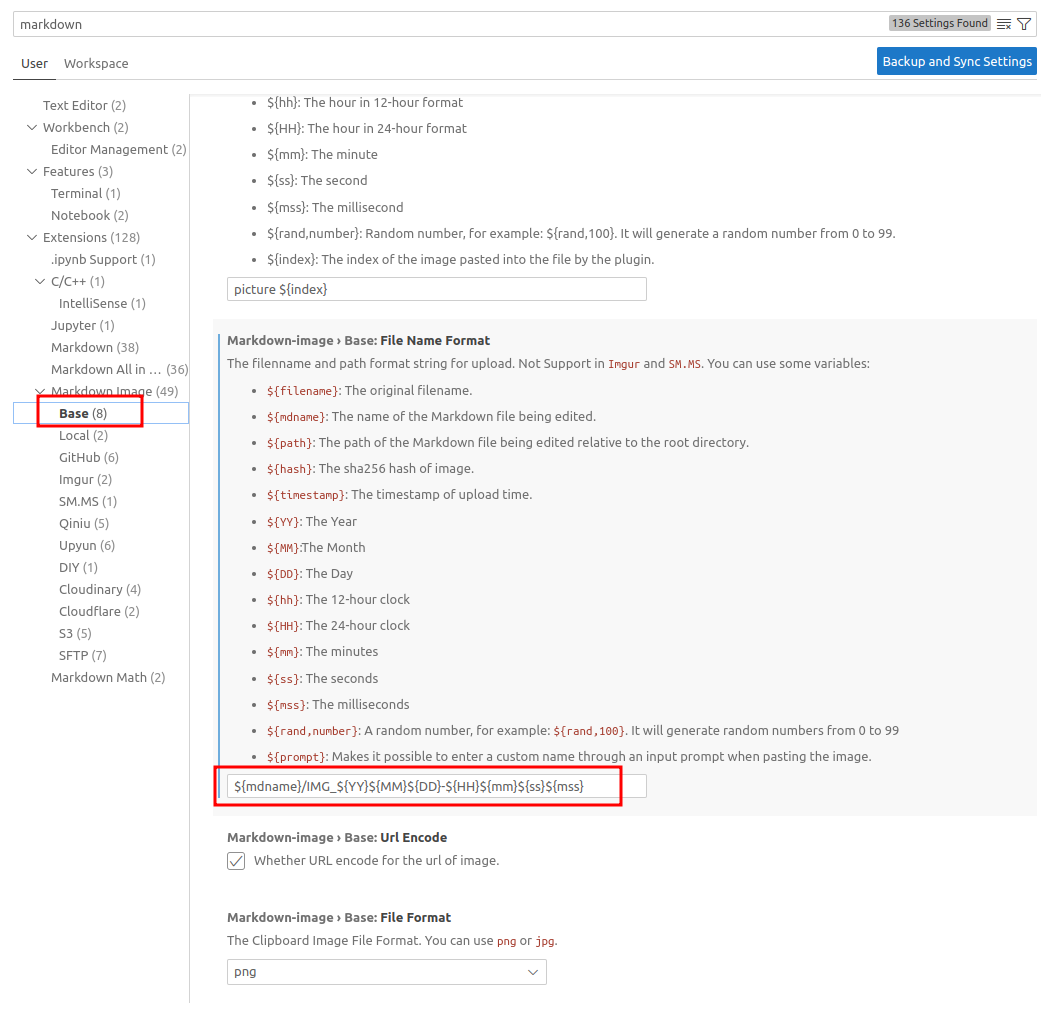 markdown
136 Settings Found
User
Workspace
Backup and Sync Settings
Text Editor (2)
Workbench (2)
Editor Management (2)
Features (3)
Terminal (1)
Notebook (2)
Extensions (128)
.ipynb Support (1)
C/C++ (1)
IntelliSense (1)
Jupyter (1)
Markdown (38)
Markdown All in ... (36)
Markdown Image (49)
Base (8)
Local (2)
GitHub (6)
Imgur (2)
SM.MS (1)
Qiniu (5)
Upyun (6)
DIY (1)
Cloudinary (4)
Cloudflare (2)
S3 (5)
SFTP (7)
Markdown Math (2)
• ${hh}: The hour in 12-hour format
• ${HH}: The hour in 24-hour format
• ${mm}: The minute
• ${ss}: The second
• ${mss}: The millisecond
• ${rand,number}: Random number, for example: ${rand,100}. It will generate a random number from 0 to 99.
• ${index}: The index of the image pasted into the file by the plugin.
picture ${index}
Markdown-image › Base: File Name Format
The filename and path format string for upload. Not Support in Imgur and SM.MS. You can use some variables:
• ${filename}: The original filename.
• ${mdname}: The name of the Markdown file being edited.
• ${path}: The path of the Markdown file being edited relative to the root directory.
• ${hash}: The sha256 hash of image.
• ${timestamp}: The timestamp of upload time.
• ${YY}: The Year
• ${MM}:The Month
• ${DD}: The Day
• ${hh}: The 12-hour clock
• ${HH}: The 24-hour clock
• ${mm}: The minutes
• ${ss}: The seconds
• ${mss}: The milliseconds
• ${rand,number}: A random number, for example: ${rand,100}. It will generate random numbers from 0 to 99
• ${prompt}: Makes it possible to enter a custom name through an input prompt when pasting the image.
${mdname}/IMG_${YY}${MM}${DD}-${HH}${mm}${ss}${mss}
Markdown-image › Base: Url Encode
Whether URL encode for the url of image.
Markdown-image › Base: File Format
The Clipboard Image File Format. You can use png or jpg.
png